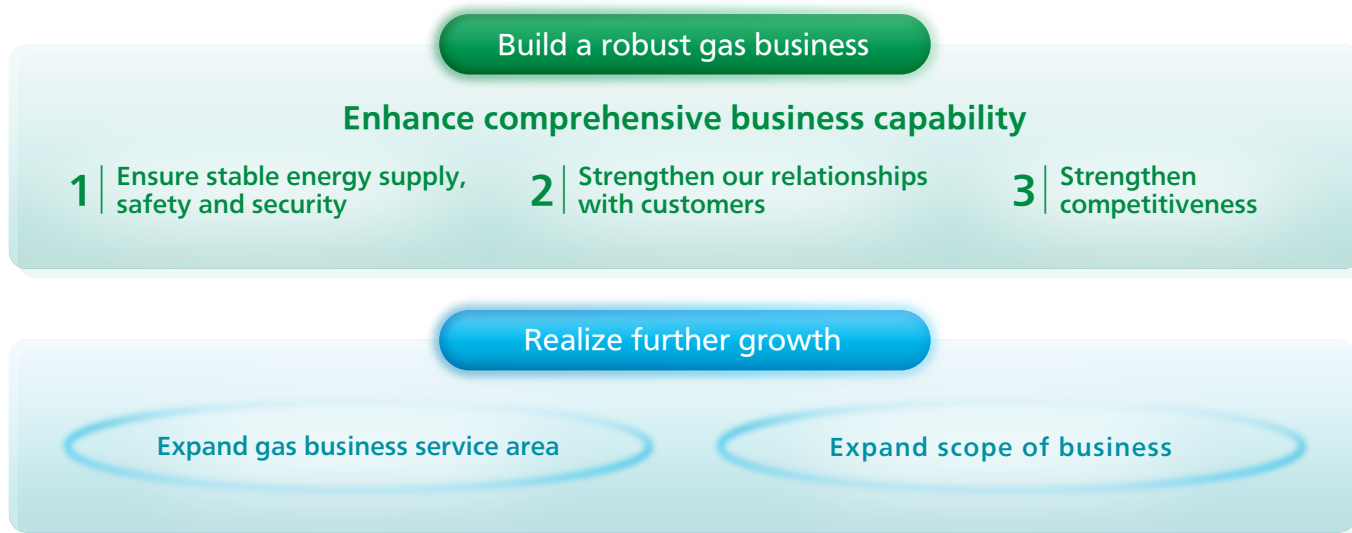 Build a robust gas business
Enhance comprehensive business capability
1
Ensure stable energy supply,
safety and security
2
Strengthen our relationships
with customers
3
Strengthen
competitiveness
Realize further growth
Expand gas business service area
Expand scope of business